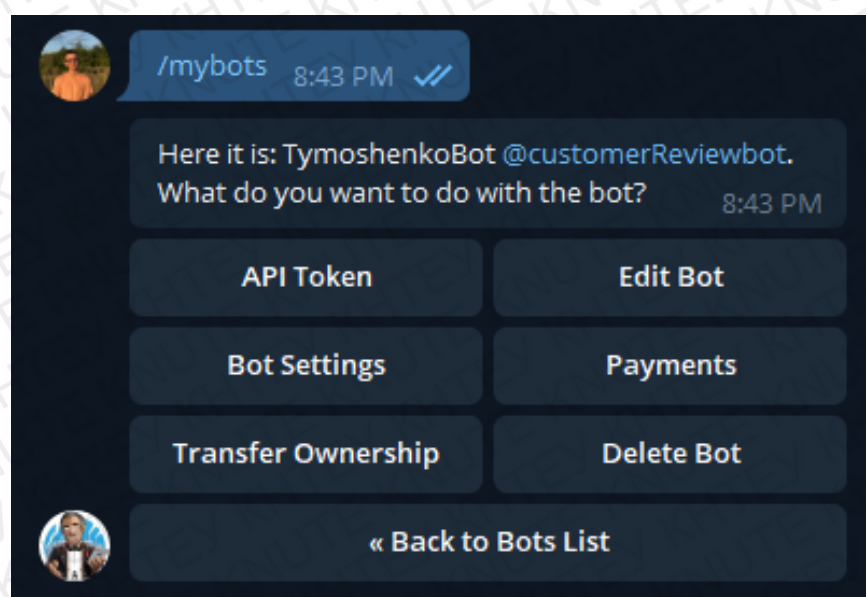 /mybots 8:43 PM
Here it is: TymoshenkoBot @customerReviewbot.
What do you want to do with the bot? 8:43 PM
API Token
Edit Bot
Bot Settings
Payments
Transfer Ownership
Delete Bot
« Back to Bots List